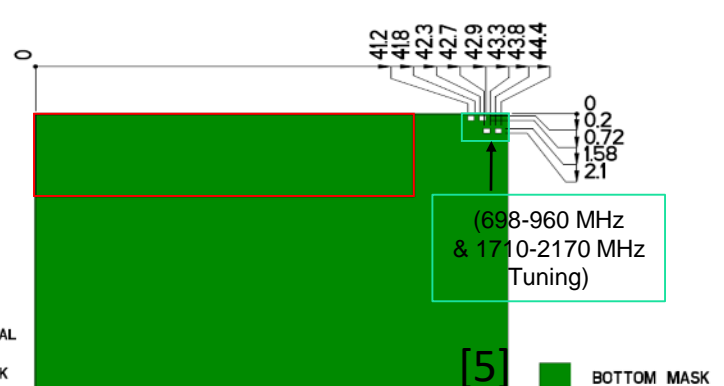 0
41.2
41.8
42.3
42.7
42.9
43.3
43.8
44.4
0
0.2
0.72
1.58
2.1
(698-960 MHz
& 1710-2170 MHz
Tuning)
AL
K
[5]
BOTTOM MASK